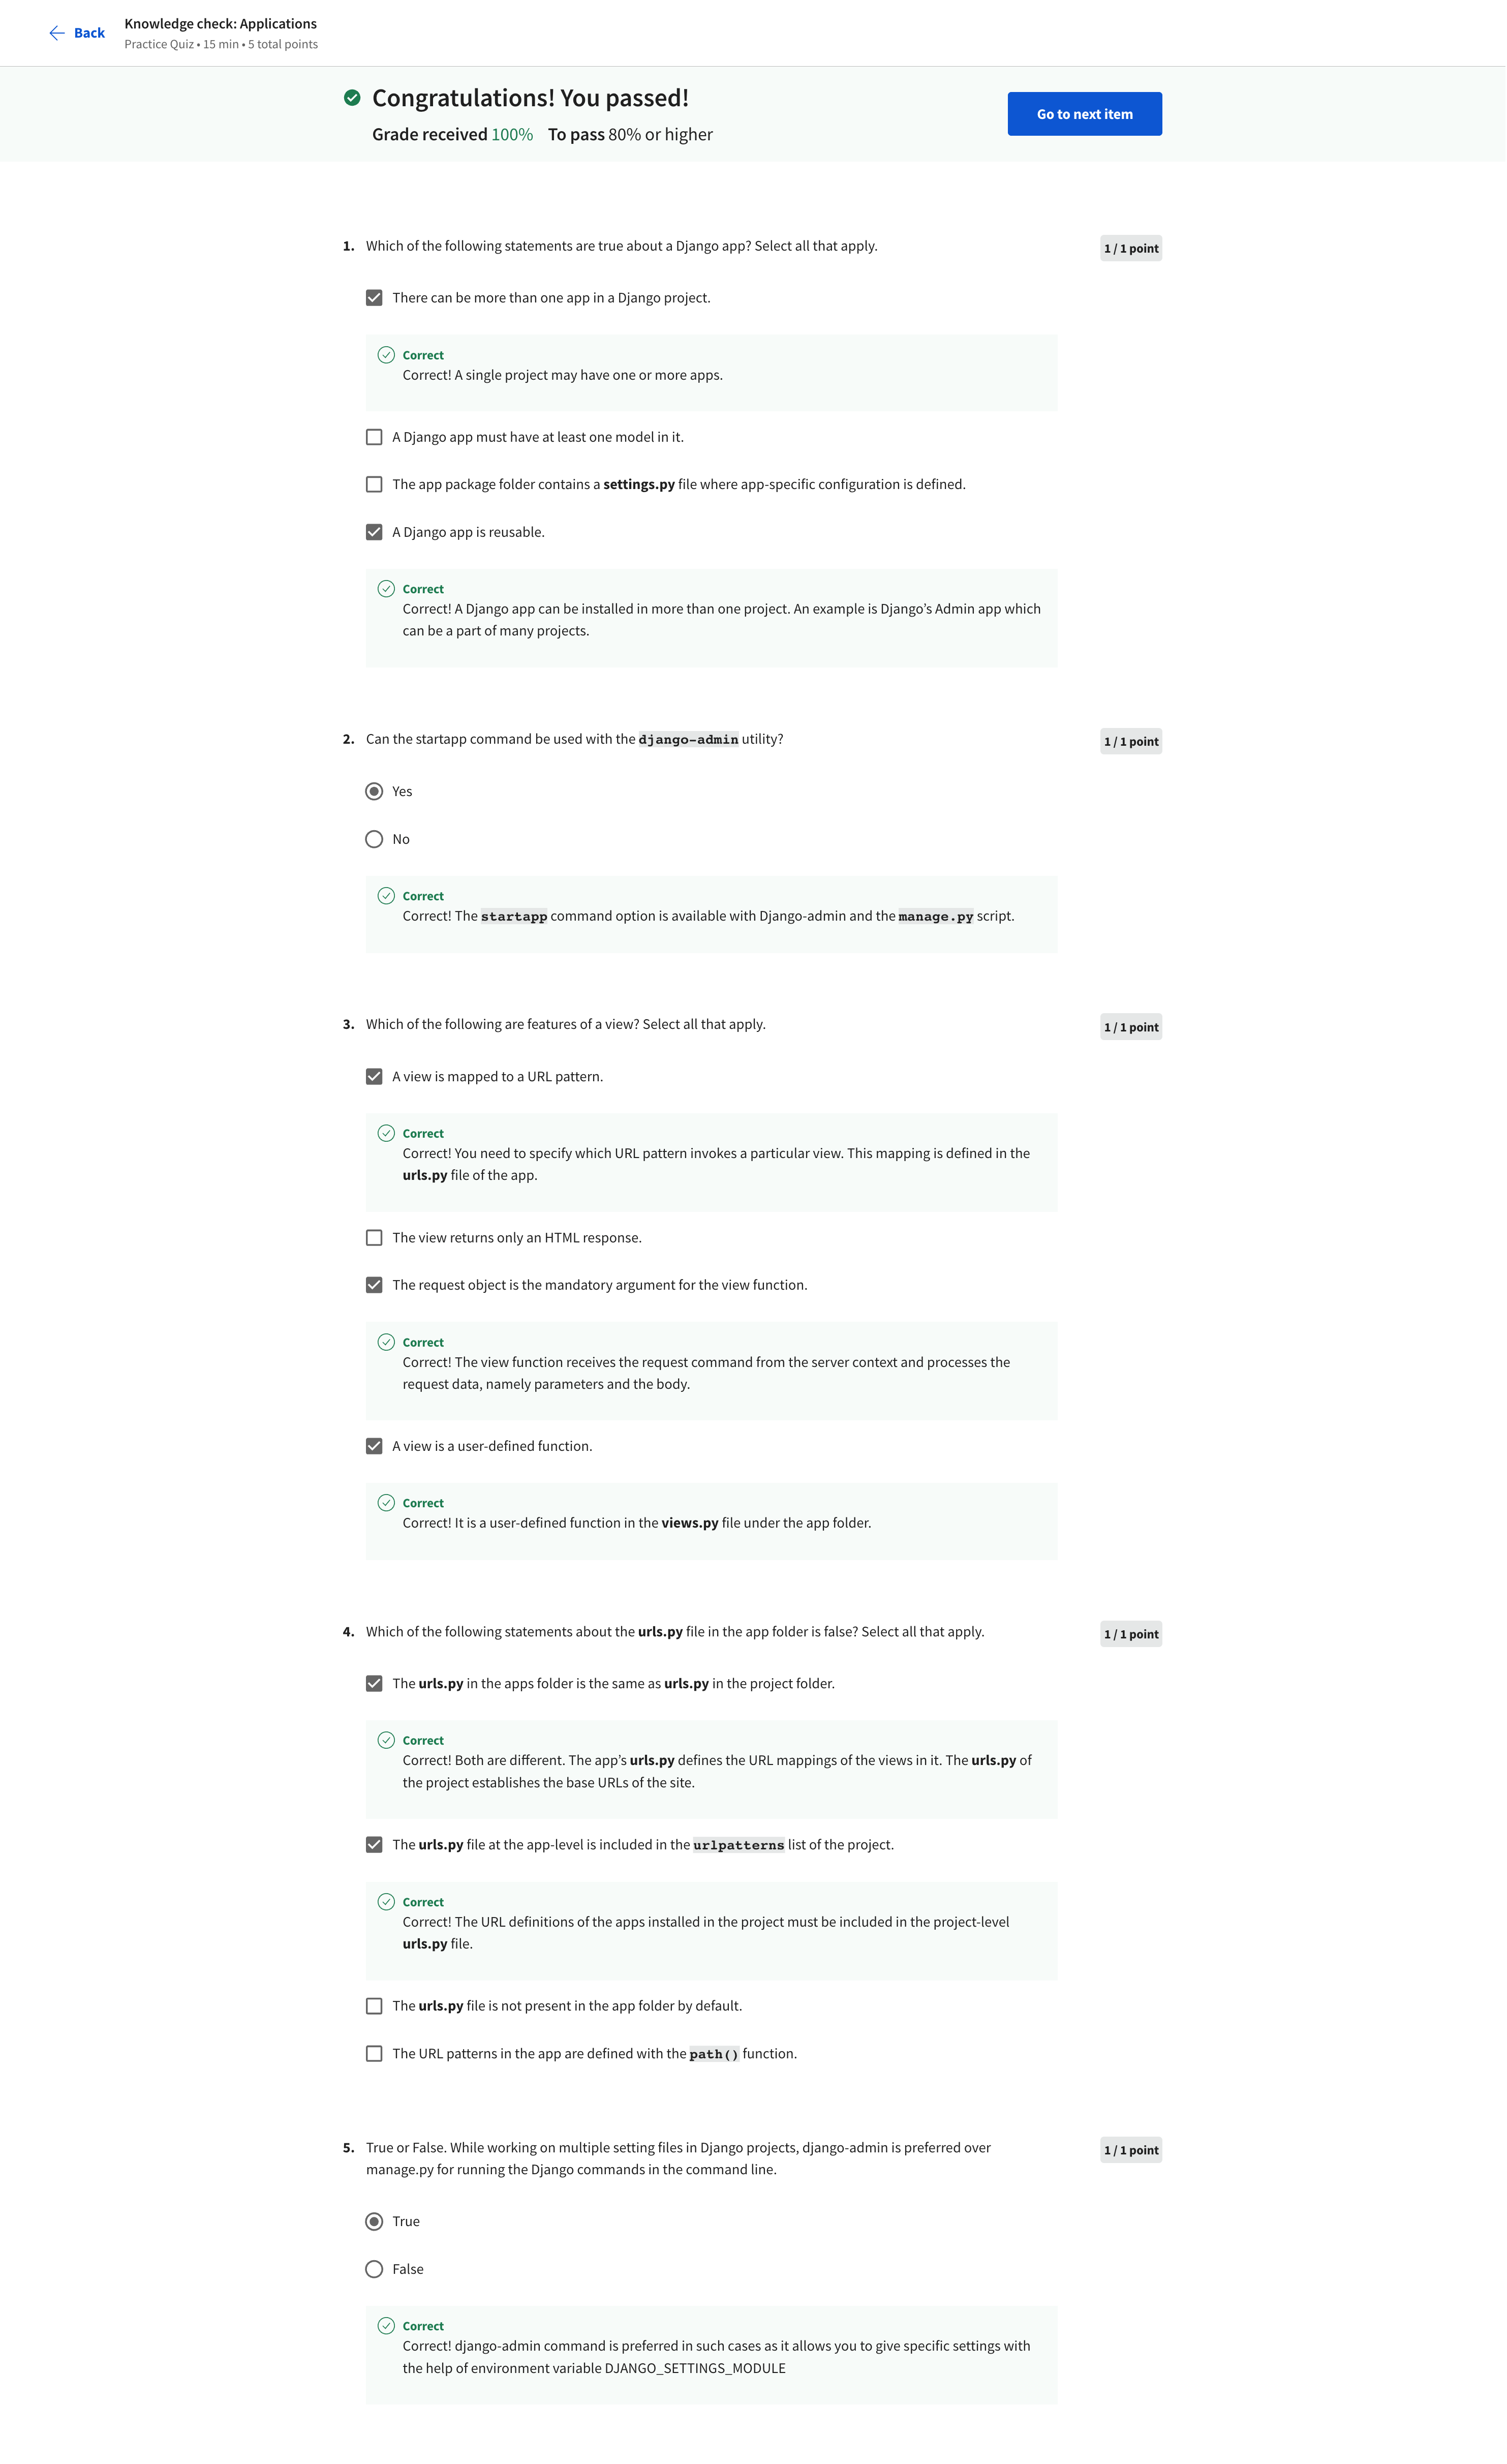 Back
Knowledge check: Applications
Practice Quiz • 15 min • 5 total points
Congratulations! You passed!
Grade received 100% To pass 80% or higher
Go to next item
1. Which of the following statements are true about a Django app? Select all that apply.
1 / 1 point
There can be more than one app in a Django project.
Correct
Correct! A single project may have one or more apps.
A Django app must have at least one model in it.
The app package folder contains a settings.py file where app-specific configuration is defined.
A Django app is reusable.
Correct
Correct! A Django app can be installed in more than one project. An example is Django’s Admin app which
can be a part of many projects.
2. Can the startapp command be used with the django-admin utility?
1 / 1 point
Yes
No
Correct
Correct! The startapp command option is available with Django-admin and the manage.py script.
3. Which of the following are features of a view? Select all that apply.
1 / 1 point
A view is mapped to a URL pattern.
Correct
Correct! You need to specify which URL pattern invokes a particular view. This mapping is defined in the
urls.py file of the app.
The view returns only an HTML response.
The request object is the mandatory argument for the view function.
Correct
Correct! The view function receives the request command from the server context and processes the
request data, namely parameters and the body.
A view is a user-defined function.
Correct
Correct! It is a user-defined function in the views.py file under the app folder.
4. Which of the following statements about the urls.py file in the app folder is false? Select all that apply.
1 / 1 point
The urls.py in the apps folder is the same as urls.py in the project folder.
Correct
Correct! Both are different. The app’s urls.py defines the URL mappings of the views in it. The urls.py of
the project establishes the base URLs of the site.
The urls.py file at the app-level is included in the urlpatterns list of the project.
Correct
Correct! The URL definitions of the apps installed in the project must be included in the project-level
urls.py file.
The urls.py file is not present in the app folder by default.
The URL patterns in the app are defined with the path() function.
5. True or False. While working on multiple setting files in Django projects, django-admin is preferred over
manage.py for running the Django commands in the command line.
1 / 1 point
True
False
Correct
Correct! django-admin command is preferred in such cases as it allows you to give specific settings with
the help of environment variable DJANGO_SETTINGS_MODULE